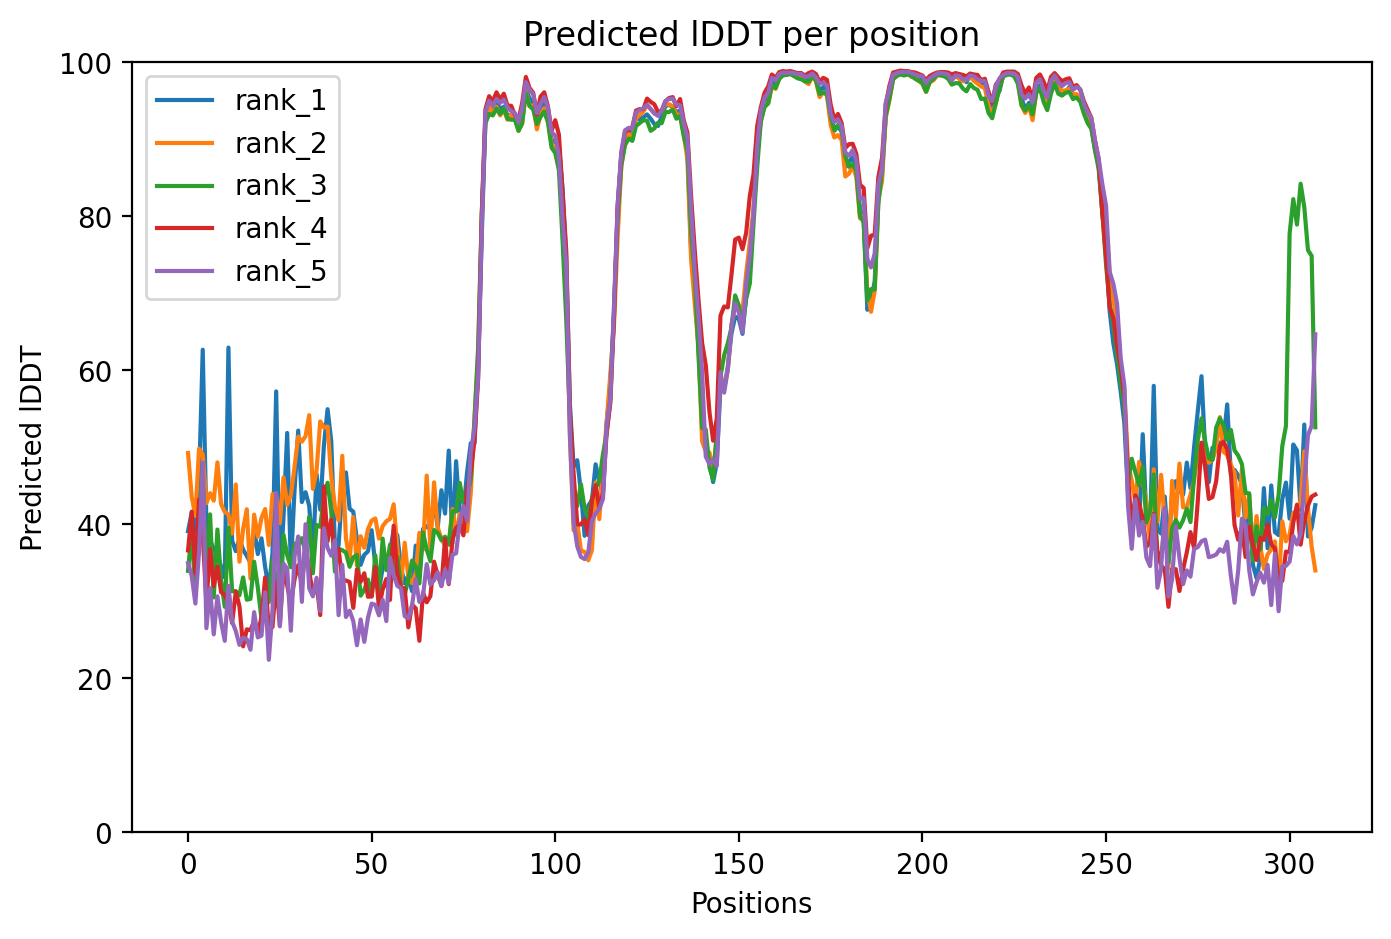 Predicted lDDT per position
100
80
60
40
20
0
Predicted lDDT
rank_1
rank_2
rank_3
rank_4
rank_5
0 50 100 150 200 250 300
Positions